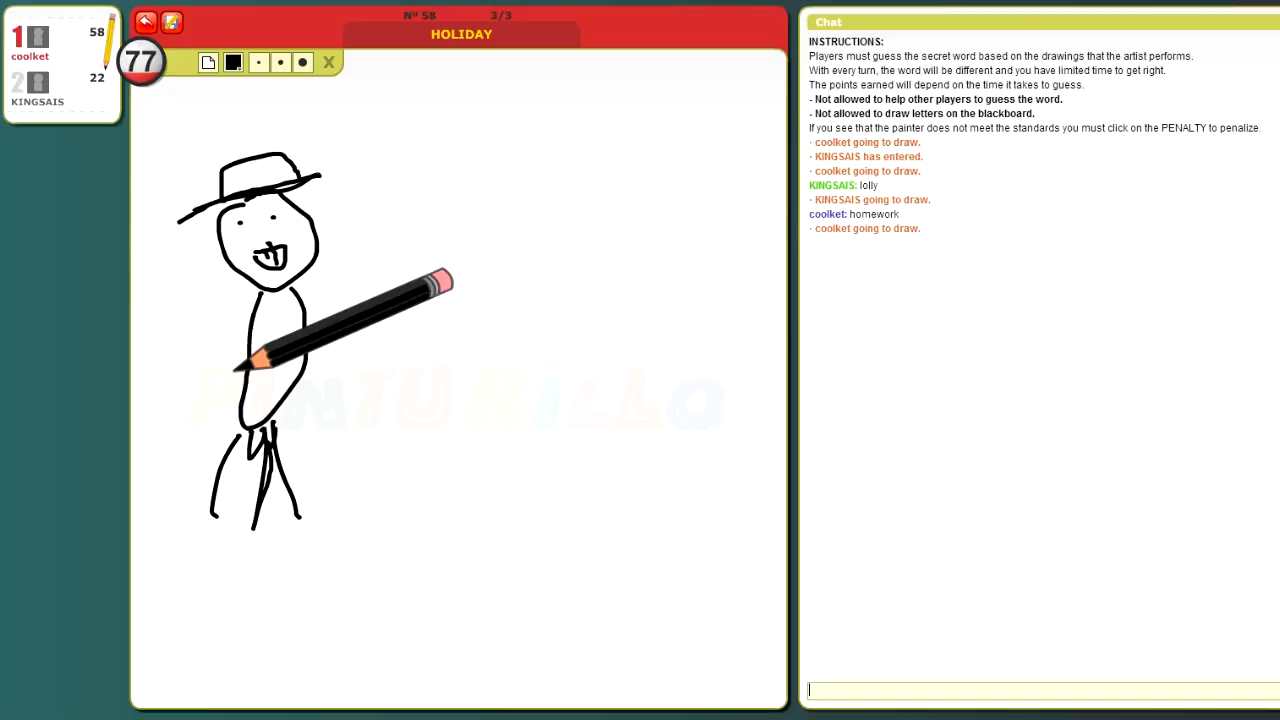 1
58
coolket
2
22
KINGSAIS
77
Nº 58
3/3
HOLIDAY
X
PINTURILLO
Chat
INSTRUCTIONS:
Players must guess the secret word based on the drawings that the artist performs.
With every turn, the word will be different and you have limited time to get right.
The points earned will depend on the time it takes to guess.
- Not allowed to help other players to guess the word.
- Not allowed to draw letters on the blackboard.
If you see that the painter does not meet the standards you must click on the PENALTY to penalize.
· coolket going to draw.
· KINGSAIS has entered.
· coolket going to draw.
KINGSAIS: lolly
· KINGSAIS going to draw.
coolket: homework
· coolket going to draw.